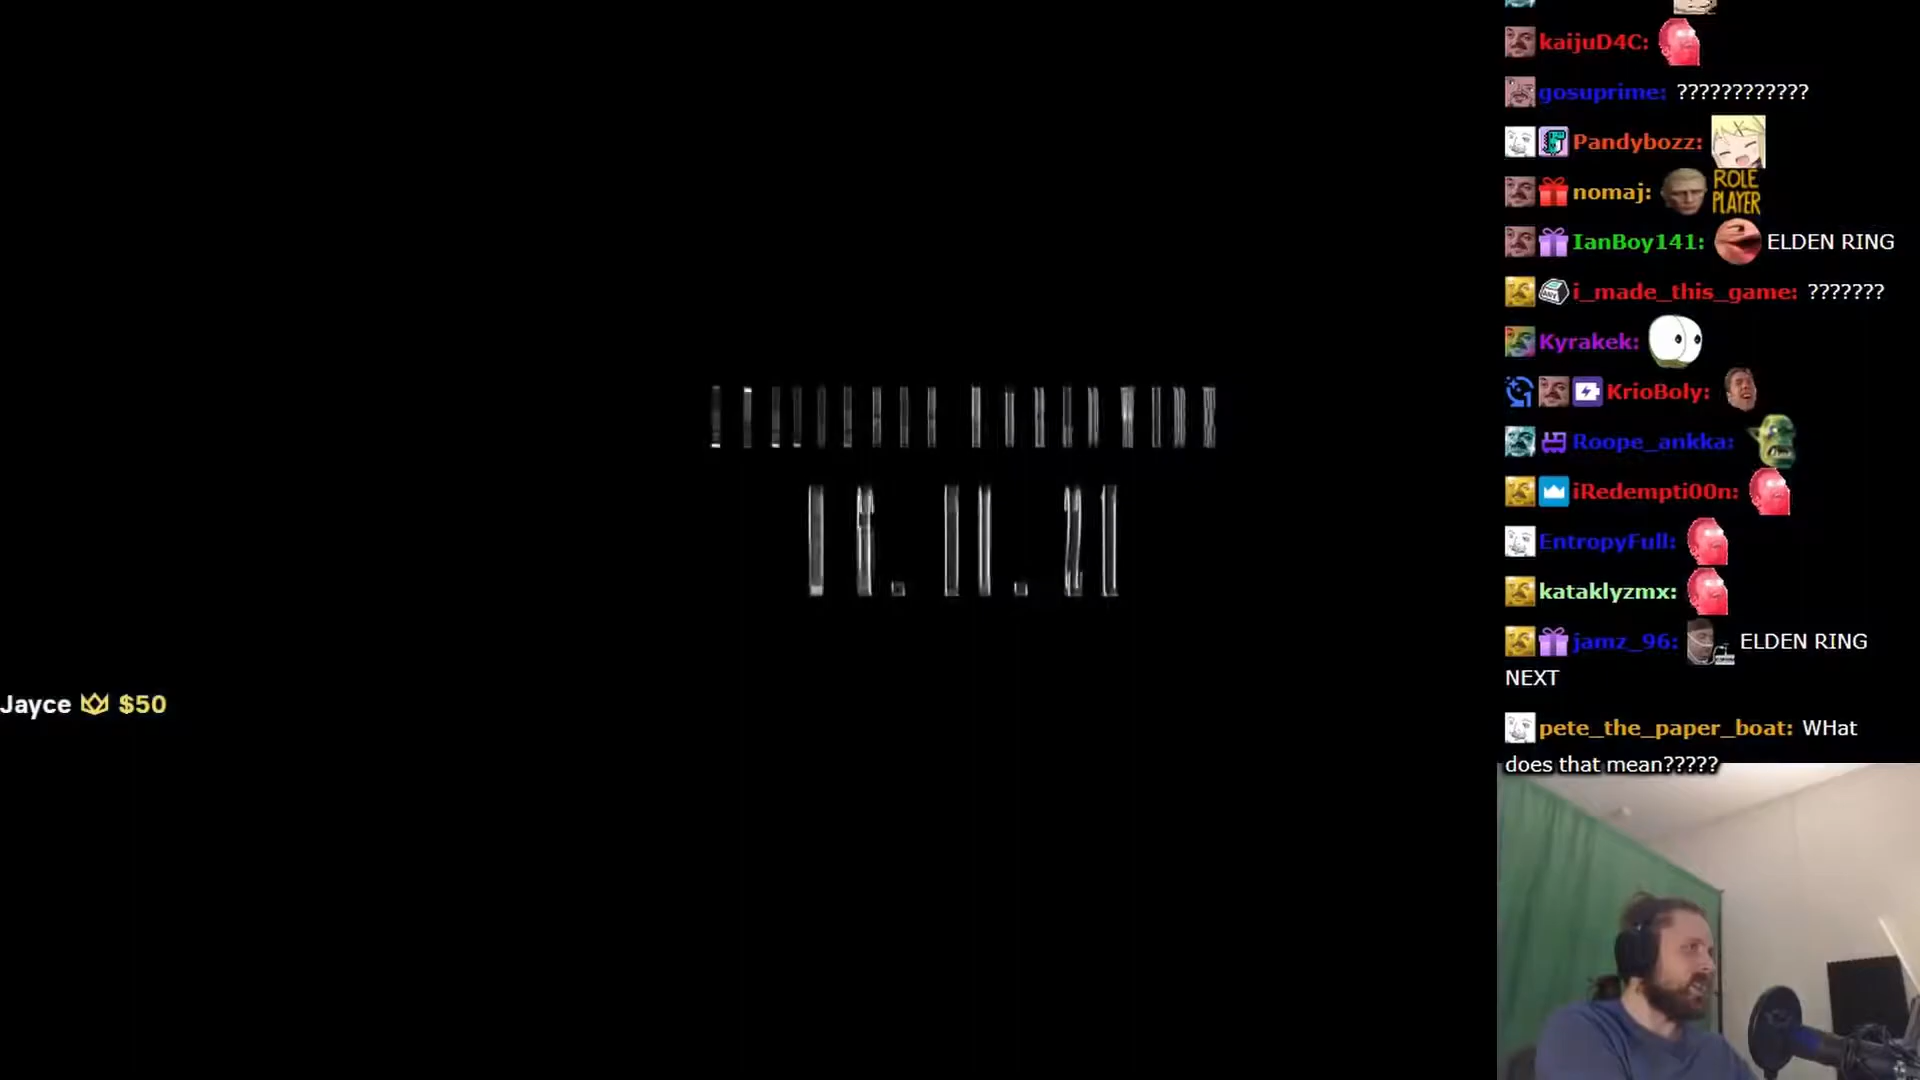 kaijuD4C:
gosuprime: ????????????
Pandybozz:
nomaj: ROLE PLAYER
IanBoy141: ELDEN RING
i_made_this_game: ???????
Kyrakek:
KrioBoly:
Roope_ankka:
iRedempti00n:
EntropyFull:
kataklyzmx:
jamz_96: ELDEN RING
NEXT
pete_the_paper_boat: WHat
does that mean?????
Jayce $50